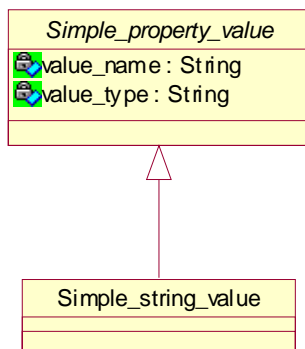 Simple_property_value
value_name : String
value_type : String
Simple_string_value